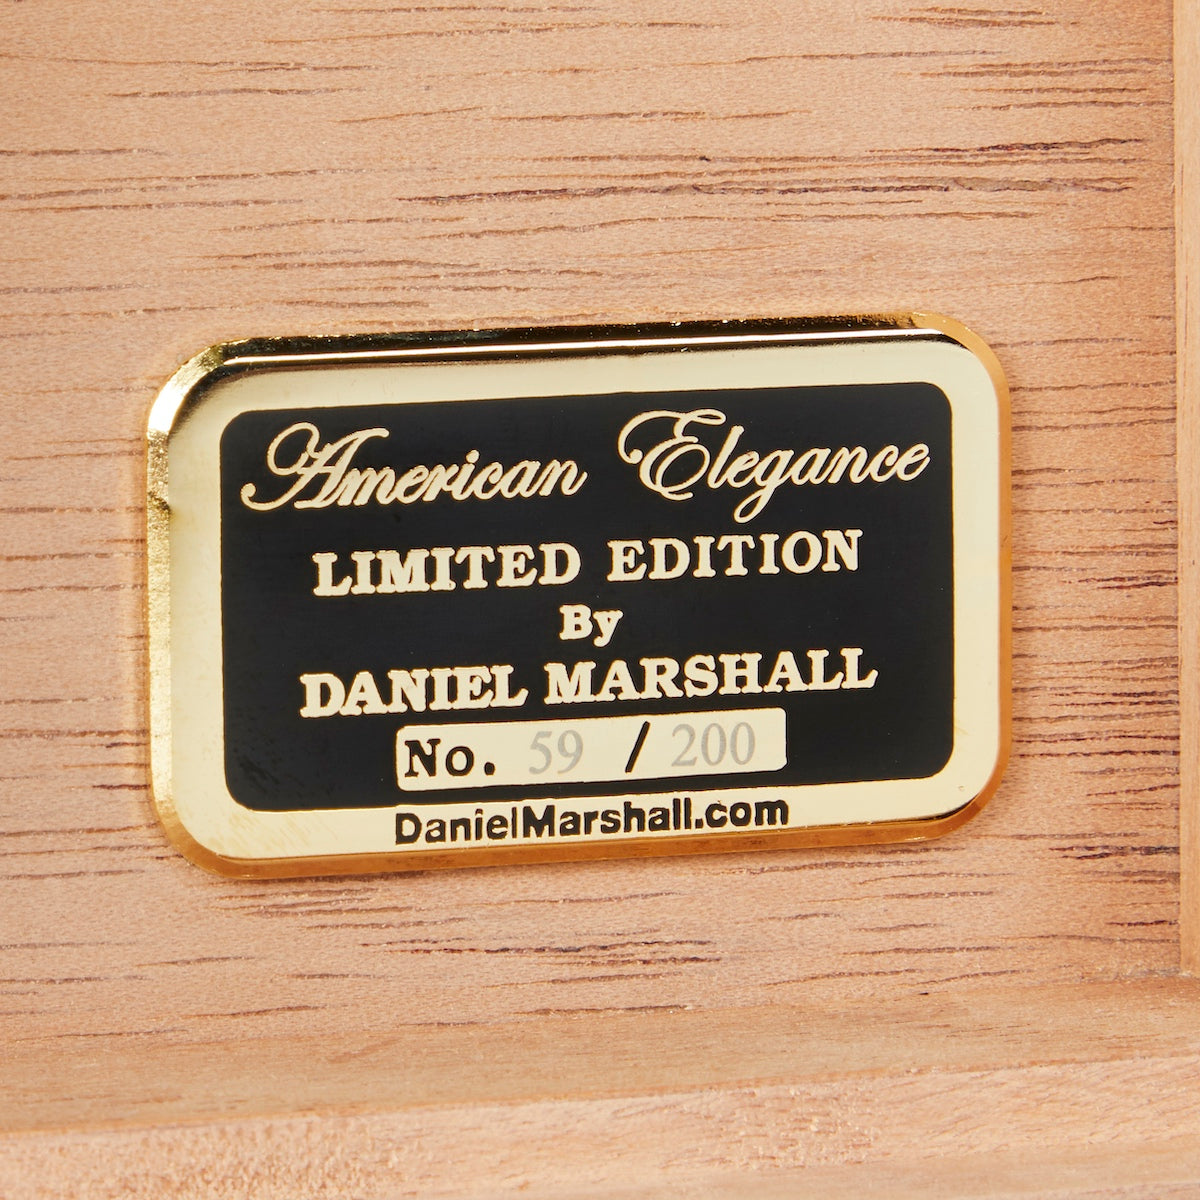 American Elegance
LIMITED EDITION
By
DANIEL MARSHALL
No. 59 / 200
DanielMarshall.com